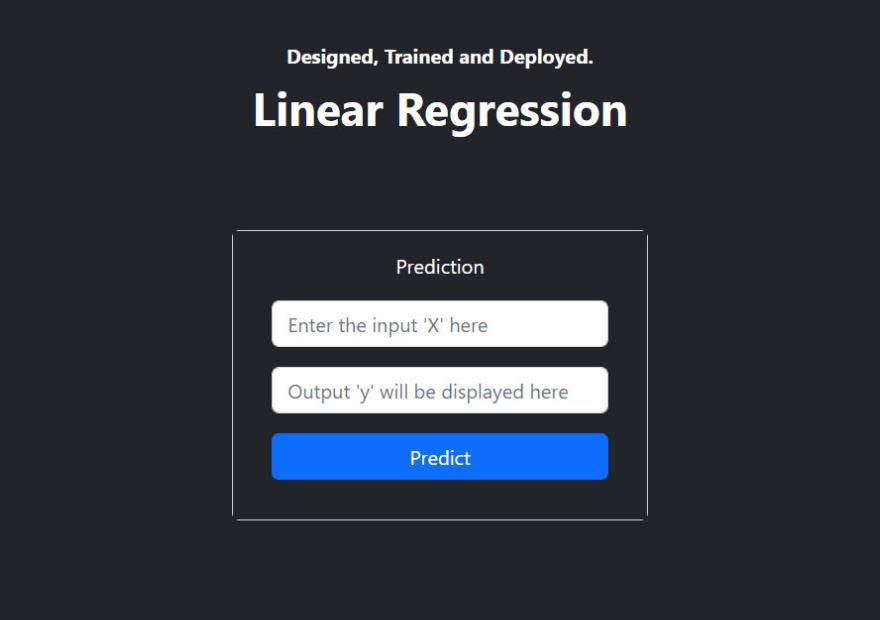 Designed, Trained and Deployed.
Linear Regression
Prediction
Enter the input 'X' here
Output 'y' will be displayed here
Predict